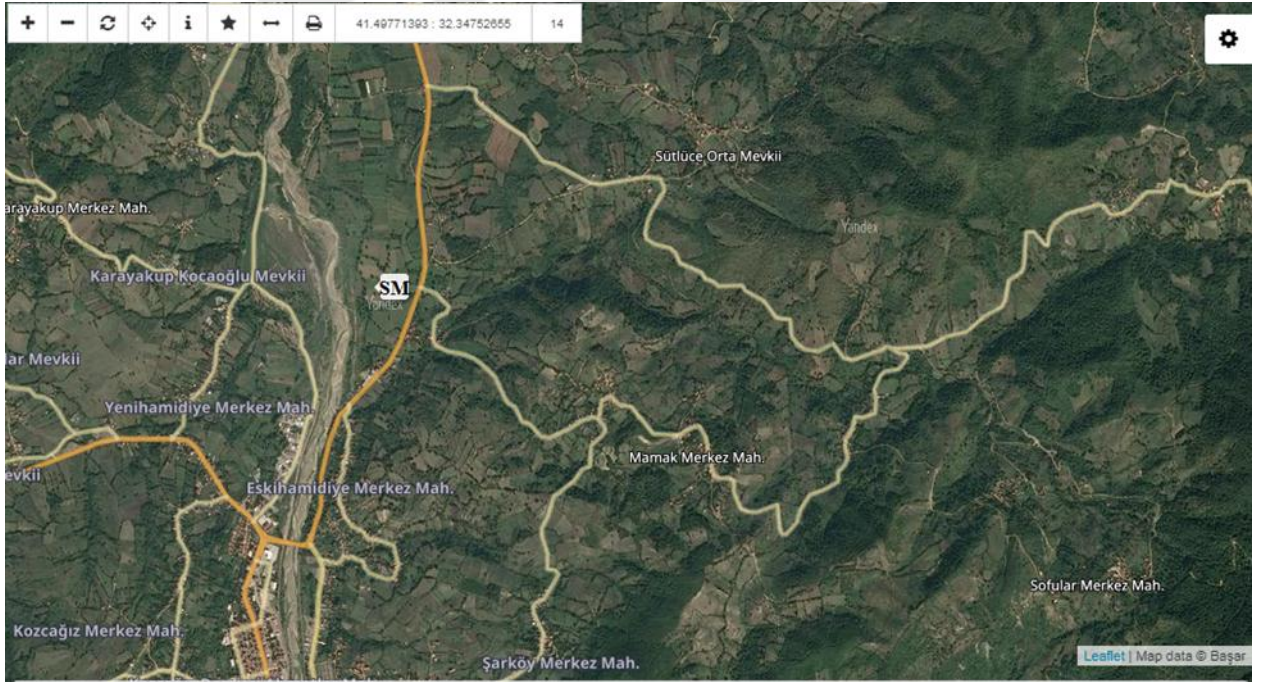 41.49771393 : 32.34752655 14
Sütlüce Orta Mevkii
arayakup Merkez Mah.
Yandex
Karayakup Kocaoğlu Mevkii
SM
Yandex
lar Mevkii
Yenihamidiye Merkez Mah.
Mamak Merkez Mah.
evkii
Eskihamidiye Merkez Mah.
Sofular Merkez Mah.
Kozcağız Merkez Mah.
Şarköy Merkez Mah.
Leaflet | Map data © Başar